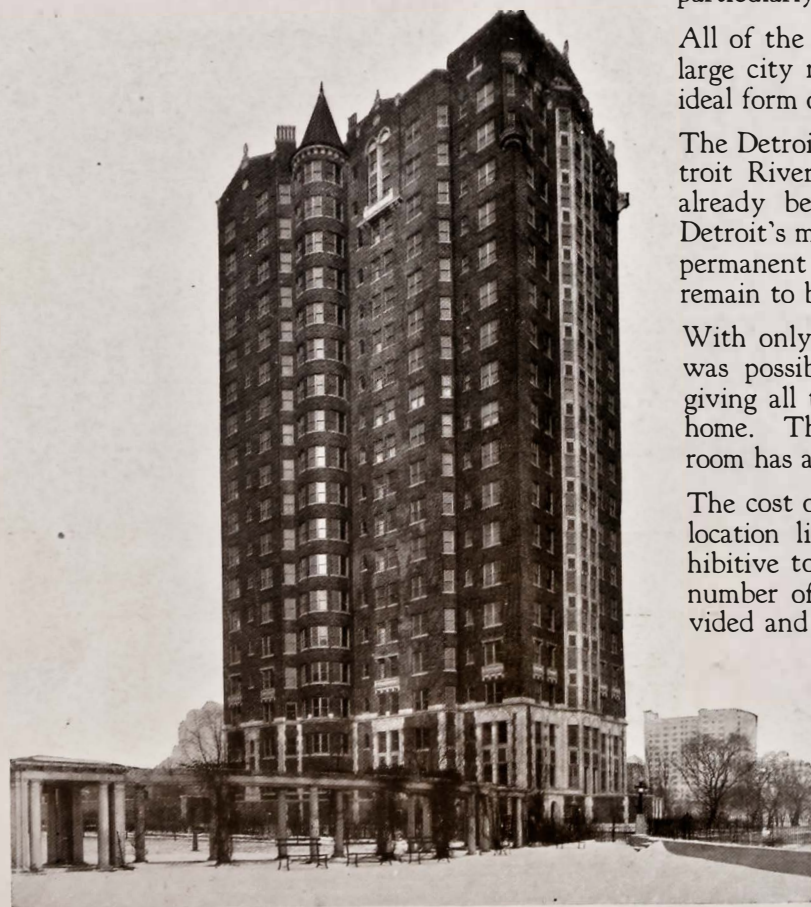 particularly
All of the
large city
ideal form
The Detroi
troit River
already be
Detroit's m
permanent
remain to b
With only
was possib
giving all
home. Th
room has a
The cost o
location li
hibitive to
number of
vided and